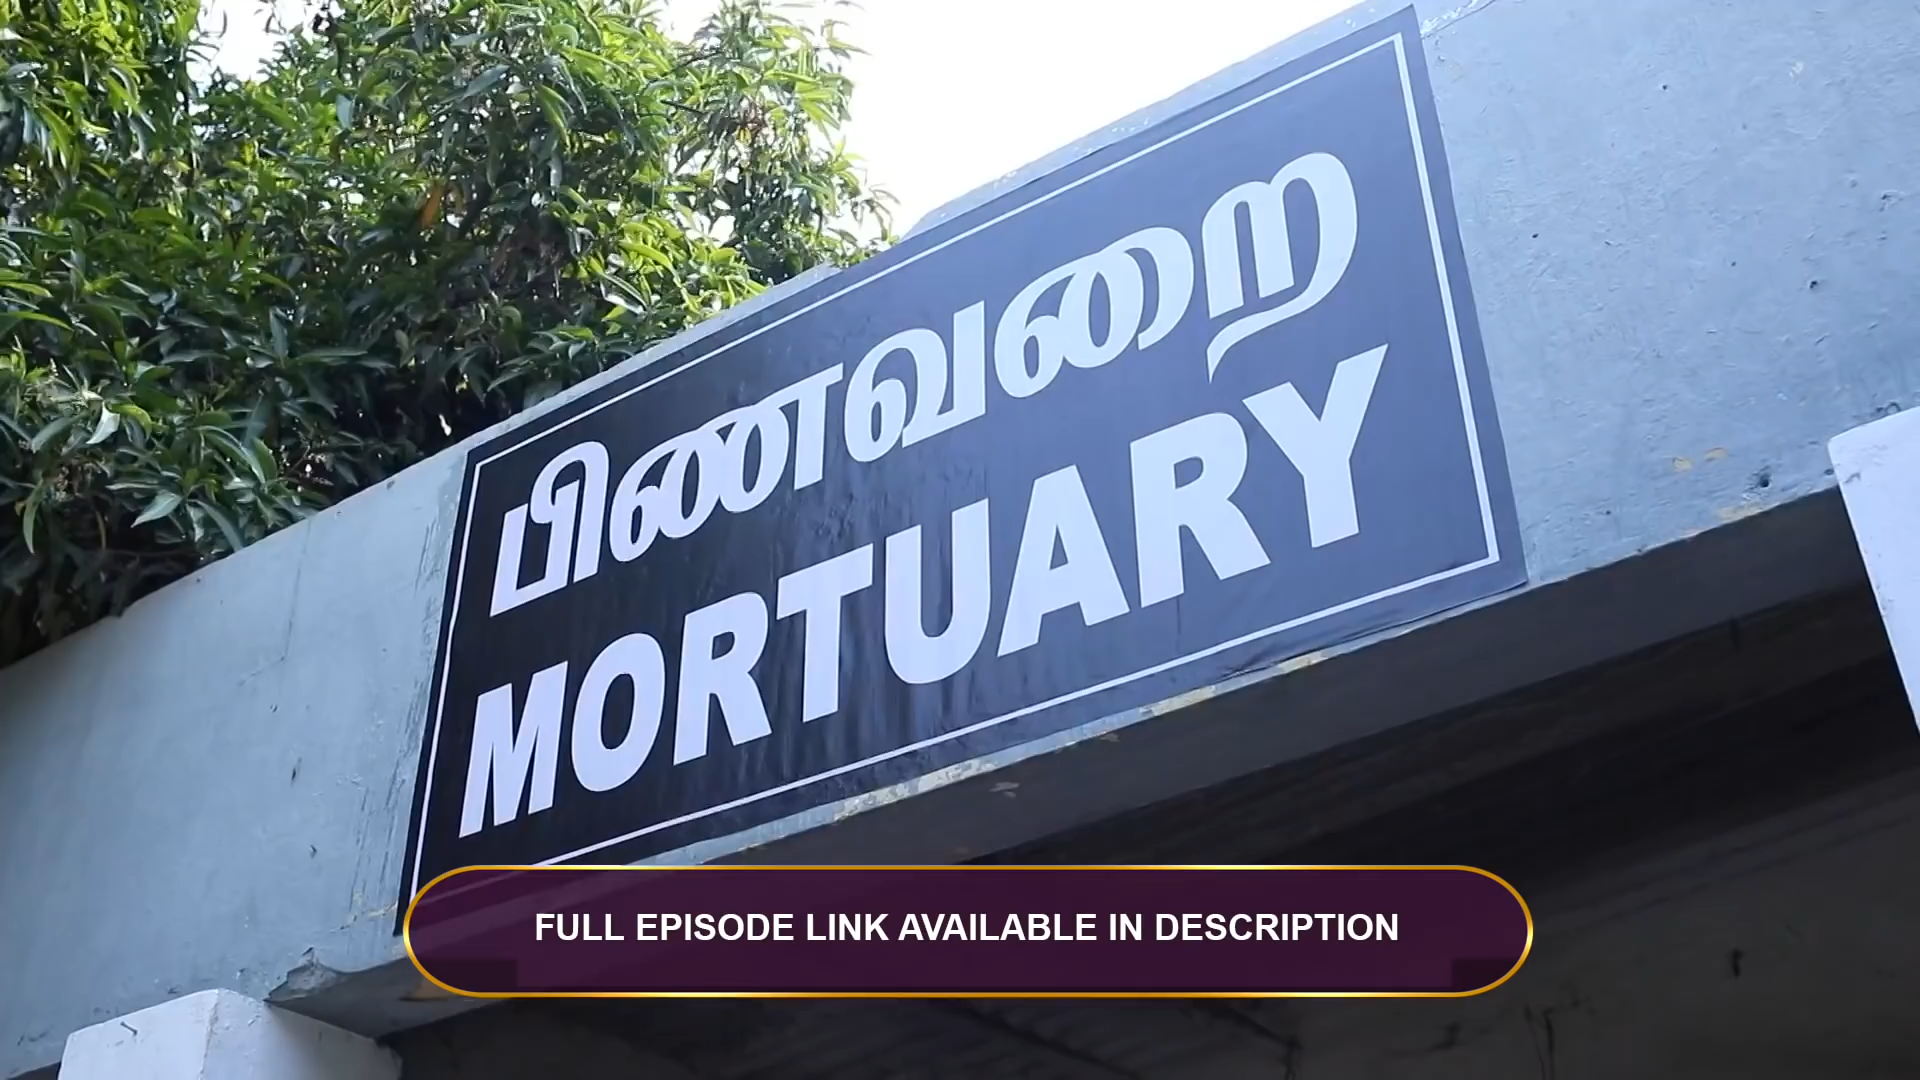 பிணவறை
MORTUARY
FULL EPISODE LINK AVAILABLE IN DESCRIPTION